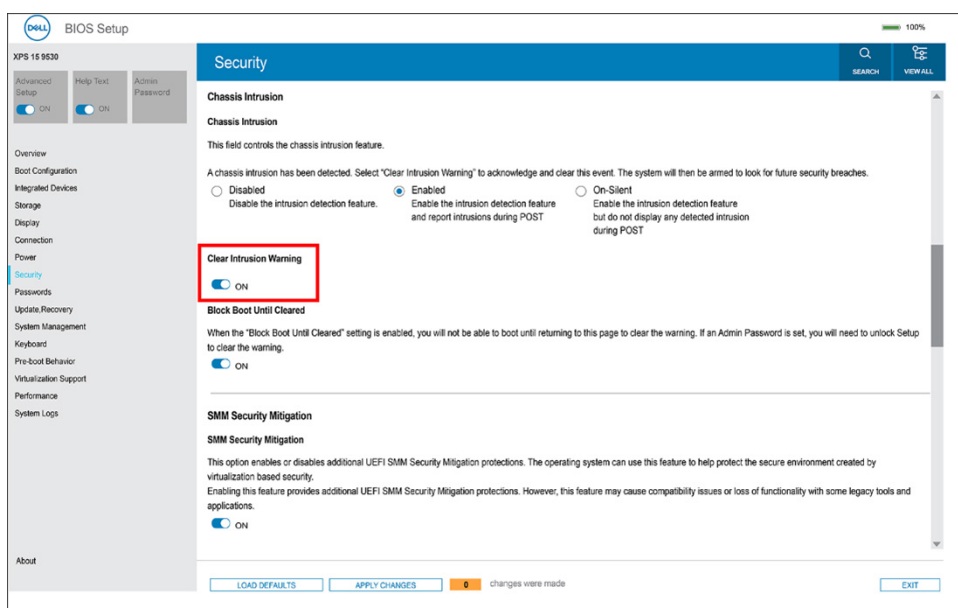 DELL
BIOS Setup
100%
XPS 15 9530
Advanced Setup
ON
Help Text
ON
Admin Password
Security
SEARCH
VIEW ALL
Overview
Boot Configuration
Integrated Devices
Storage
Display
Connection
Power
Security
Passwords
Update,Recovery
System Management
Keyboard
Pre-boot Behavior
Virtualization Support
Performance
System Logs
About
Chassis Intrusion
Chassis Intrusion
This field controls the chassis intrusion feature.
A chassis intrusion has been detected. Select "Clear Intrusion Warning" to acknowledge and clear this event. The system will then be armed to look for future security breaches.
Disabled
Disable the intrusion detection feature.
Enabled
Enable the intrusion detection feature
and report intrusions during POST
On-Silent
Enable the intrusion detection feature
but do not display any detected intrusion
during POST
Clear Intrusion Warning
ON
Block Boot Until Cleared
When the "Block Boot Until Cleared" setting is enabled, you will not be able to boot until returning to this page to clear the warning. If an Admin Password is set, you will need to unlock Setup
to clear the warning.
ON
SMM Security Mitigation
SMM Security Mitigation
This option enables or disables additional UEFI SMM Security Mitigation protections. The operating system can use this feature to help protect the secure environment created by
virtualization based security.
Enabling this feature provides additional UEFI SMM Security Mitigation protections. However, this feature may cause compatibility issues or loss of functionality with some legacy tools and
applications.
ON
LOAD DEFAULTS
APPLY CHANGES
0
changes were made
EXIT